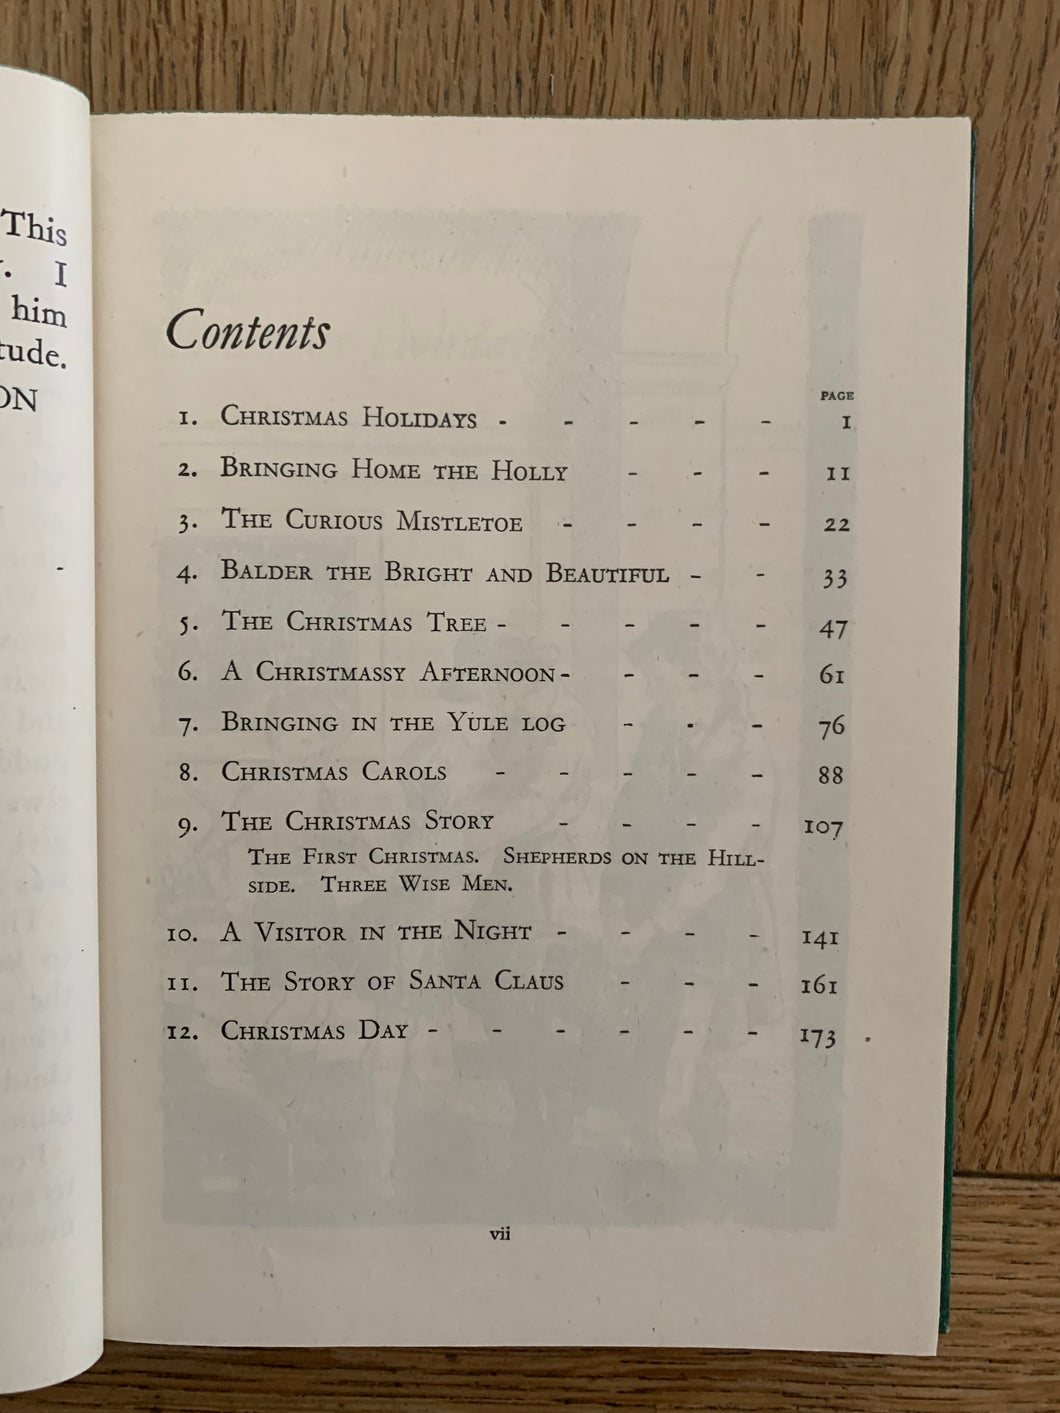 This
I
him
tude.
ON
Contents
PAGE
1. CHRISTMAS HOLIDAYS - - - - - 1
2. BRINGING HOME THE HOLLY - - - 11
3. THE CURIOUS MISTLETOE - - - - 22
4. BALDER THE BRIGHT AND BEAUTIFUL - - 33
5. THE CHRISTMAS TREE - - - - - 47
6. A CHRISTMASSY AFTERNOON - - - - 61
7. BRINGING IN THE YULE LOG - - - 76
8. CHRISTMAS CAROLS - - - - - 88
9. THE CHRISTMAS STORY - - - - 107
THE FIRST CHRISTMAS. SHEPHERDS ON THE HILL-
SIDE. THREE WISE MEN.
10. A VISITOR IN THE NIGHT - - - - 141
11. THE STORY OF SANTA CLAUS - - - 161
12. CHRISTMAS DAY - - - - - - 173
vii